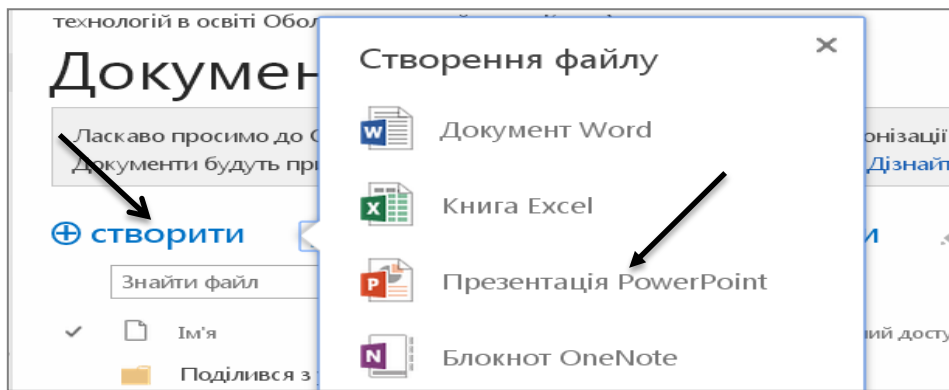 технологій в освіті Обол
Докумен
Ласкаво просимо до
онізації
Документи будуть при
Дізнайт
створити
и
Знайти файл
Ім'я
ий досту
Поділився з
Створення файлу
Документ Word
Книга Excel
Презентація PowerPoint
Блокнот OneNote